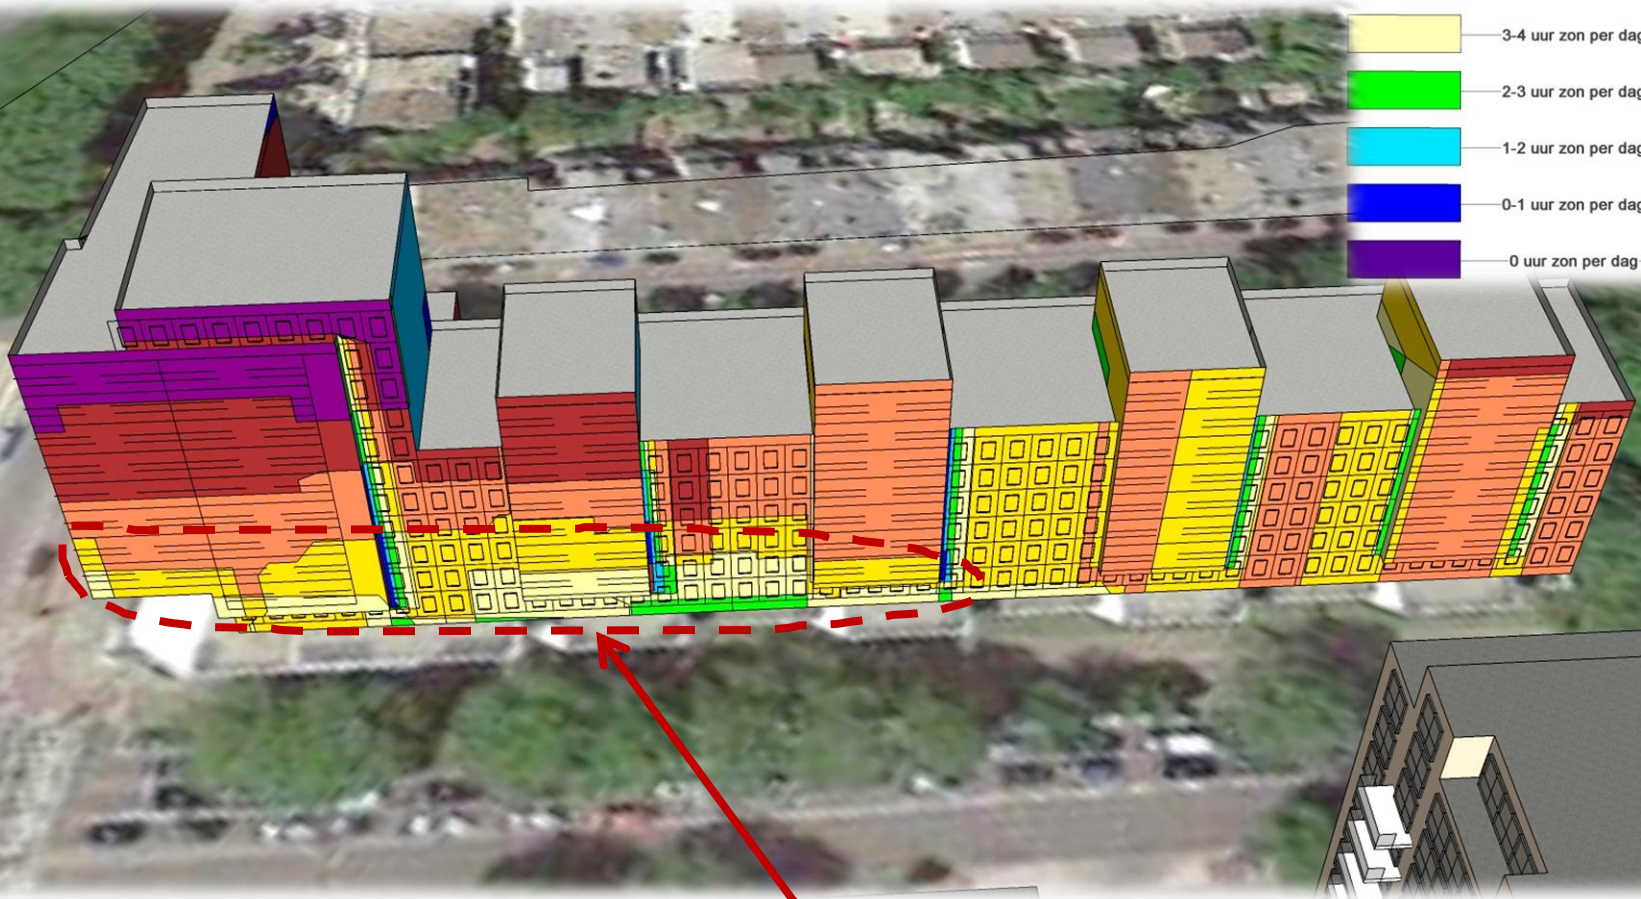 3-4 uur zon per dag
2-3 uur zon per dag
1-2 uur zon per dag
0-1 uur zon per dag
0 uur zon per dag